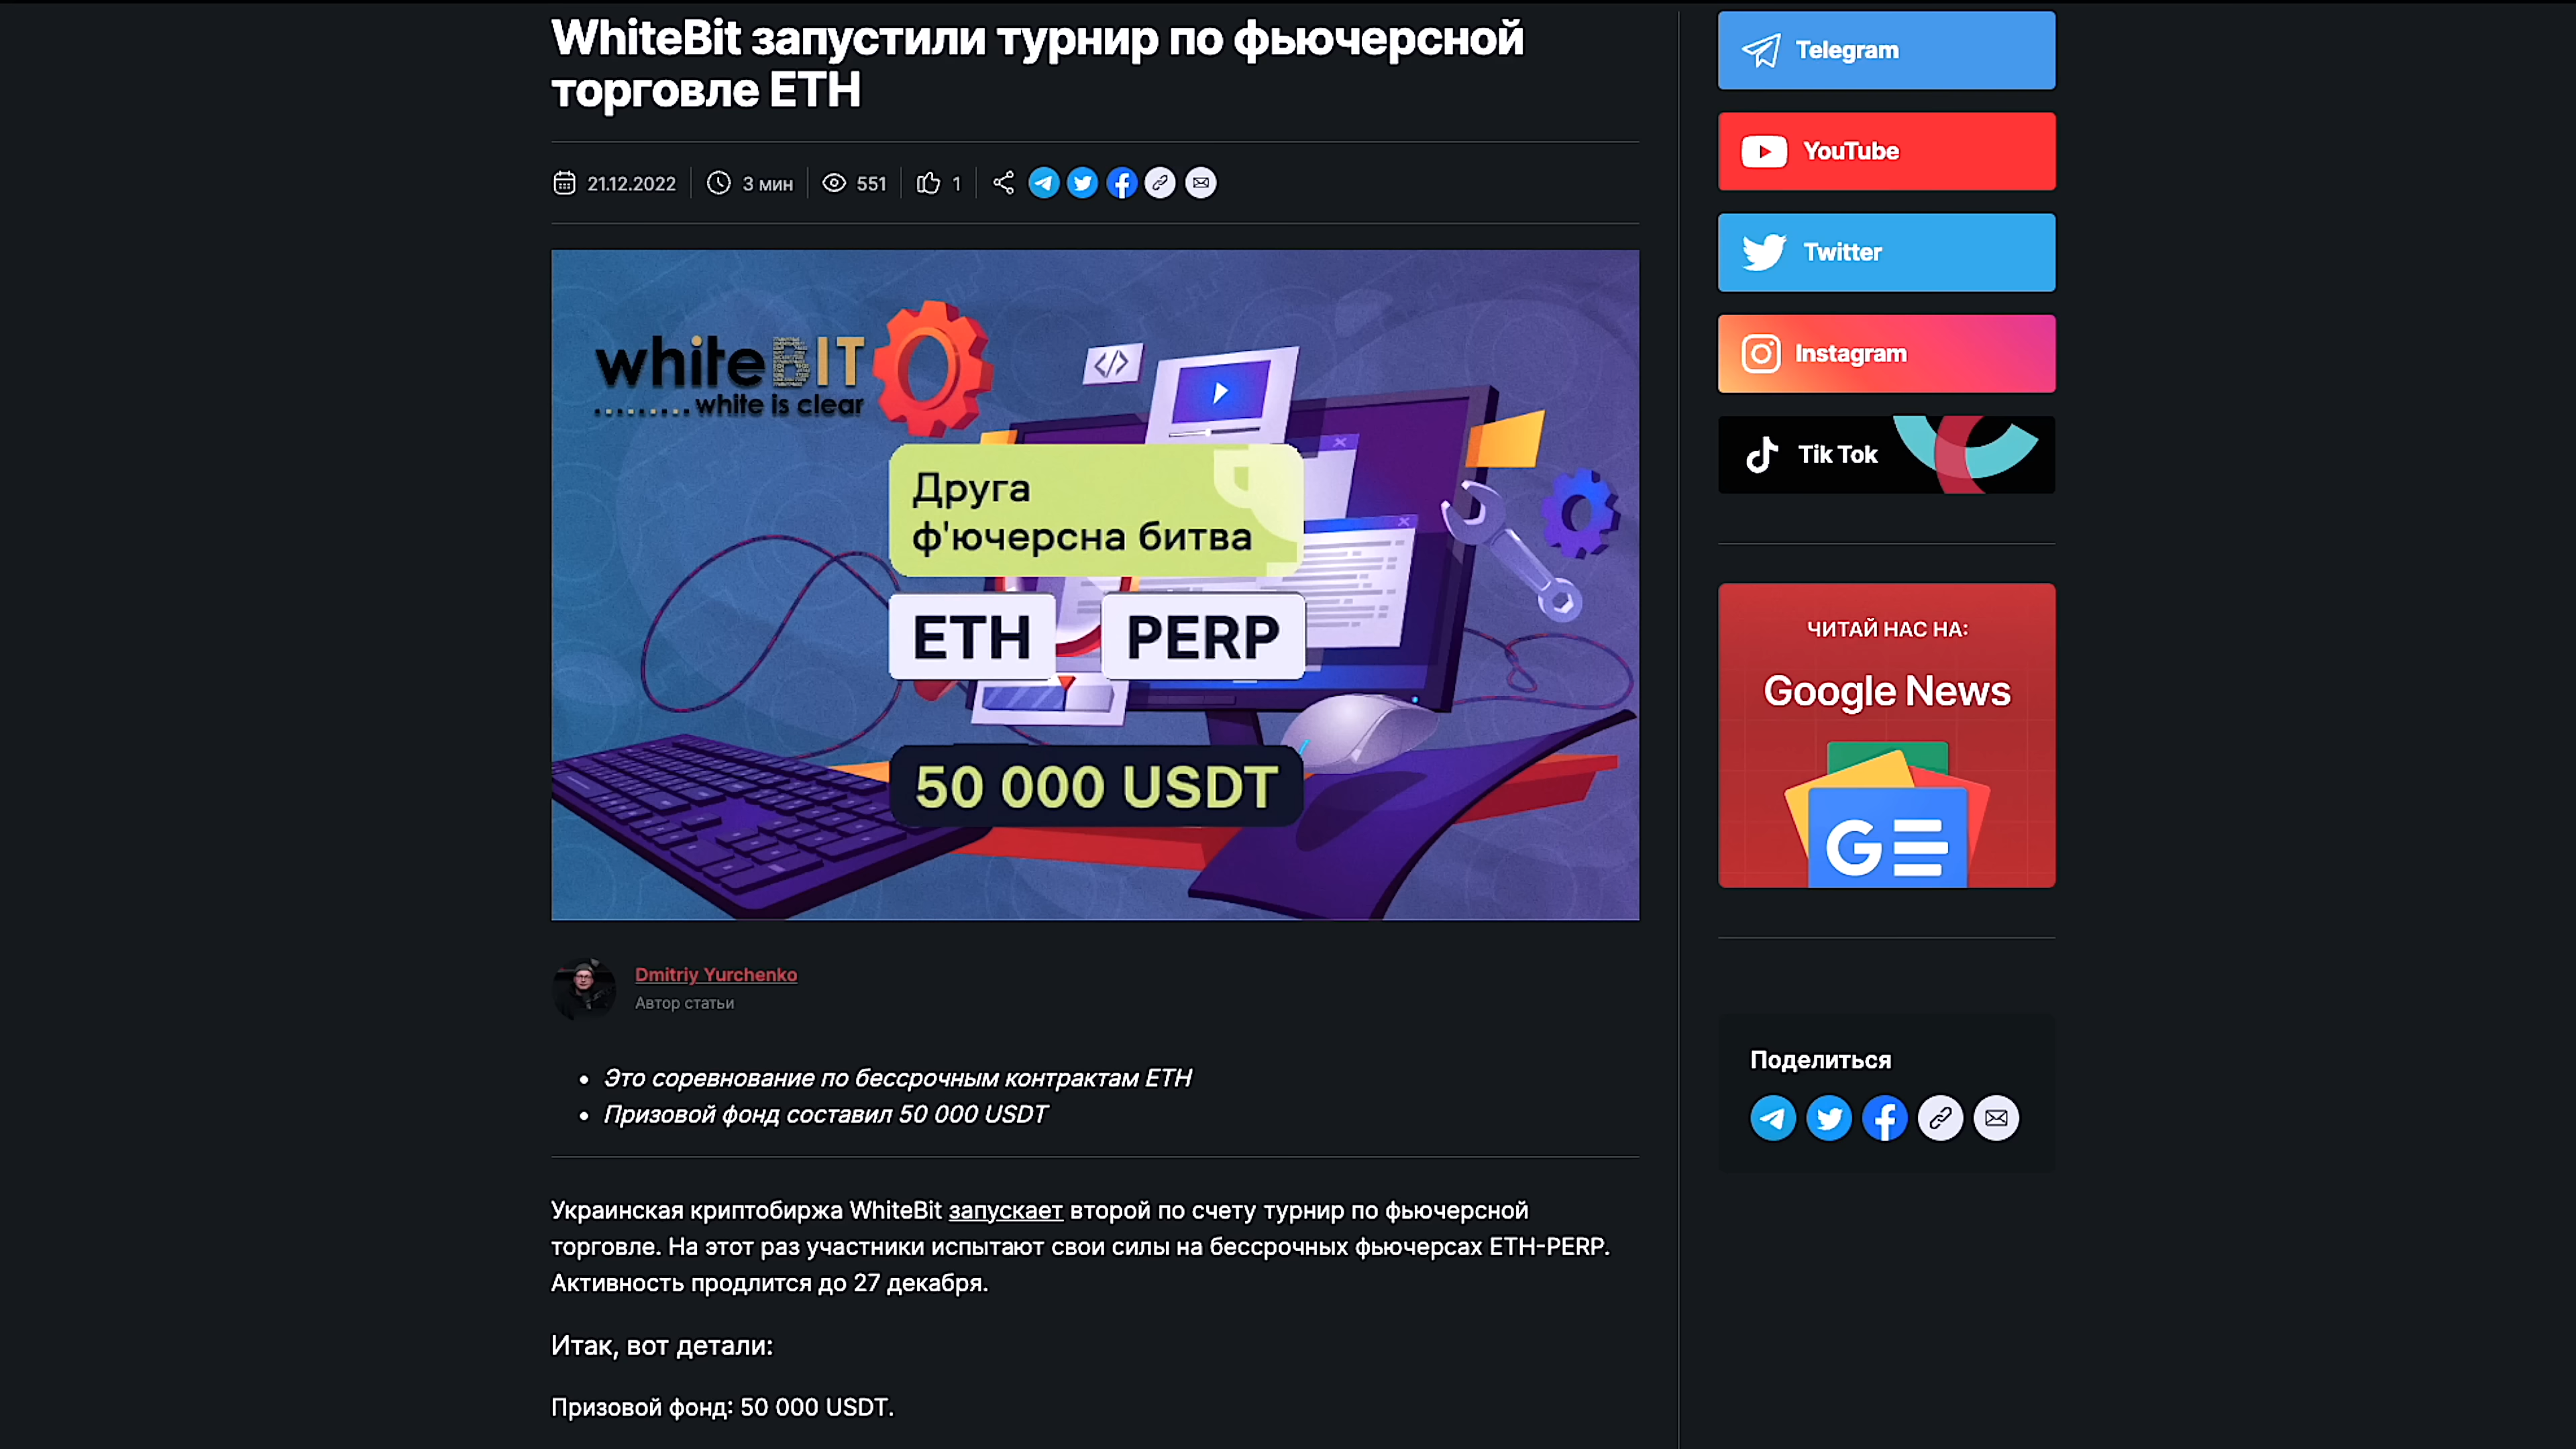 WhiteBit запустили турнир по фьючерсной
торговле ETH
21.12.2022
3 мин
551
1
whiteBIT
white is clear
Друга
ф'ючерсна битва
ETH
PERP
50 000 USDT
Dmitriy Yurchenko
Автор статьи
Это соревнование по бессрочным контрактам ETH
Призовой фонд составил 50 000 USDT
Украинская криптобиржа WhiteBit запускает второй по счету турнир по фьючерсной
торговле. На этот раз участники испытают свои силы на бессрочных фьючерсах ETH-PERP.
Активность продлится до 27 декабря.
Итак, вот детали:
Призовой фонд: 50 000 USDT.
Telegram
YouTube
Twitter
Instagram
Tik Tok
ЧИТАЙ НАС НА:
Google News
Поделиться